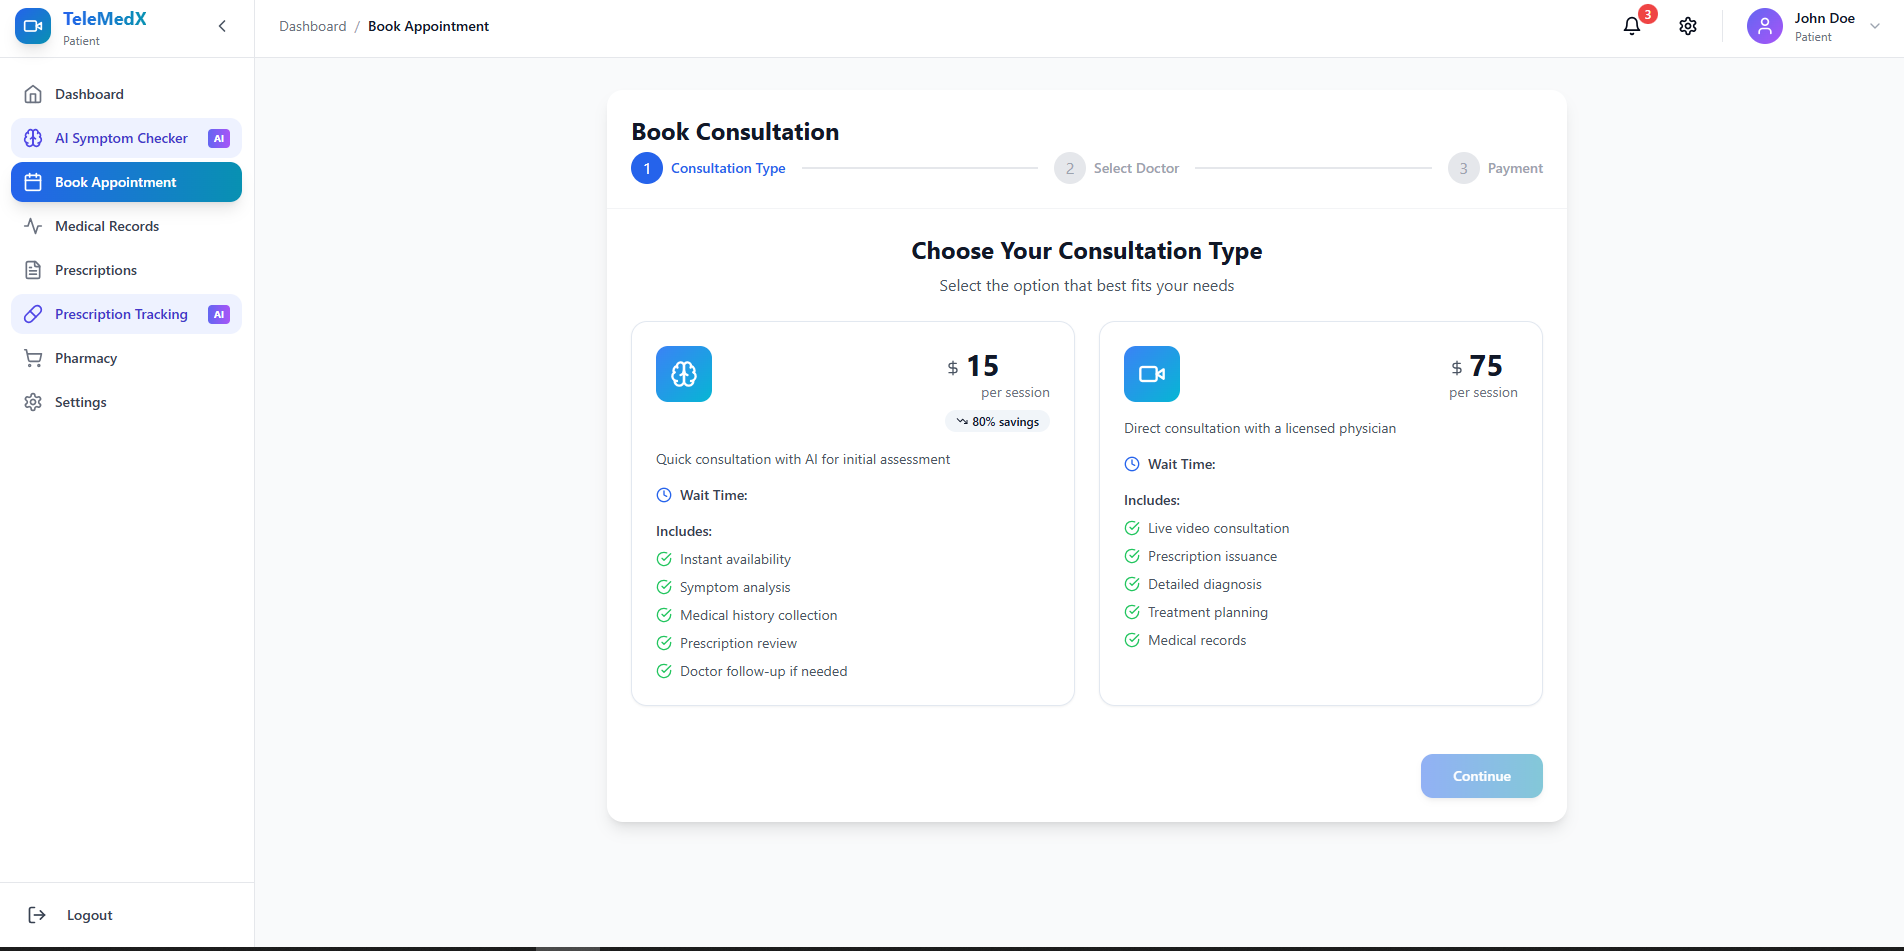 TeleMedX
Patient
Dashboard / Book Appointment
3
John Doe
Patient
Dashboard
AI Symptom Checker AI
Book Appointment
Medical Records
Prescriptions
Prescription Tracking AI
Pharmacy
Settings
Logout
Book Consultation
1 Consultation Type
2 Select Doctor
3 Payment
Choose Your Consultation Type
Select the option that best fits your needs
$ 15
per session
80% savings
Quick consultation with AI for initial assessment
Wait Time:
Includes:
Instant availability
Symptom analysis
Medical history collection
Prescription review
Doctor follow-up if needed
$ 75
per session
Direct consultation with a licensed physician
Wait Time:
Includes:
Live video consultation
Prescription issuance
Detailed diagnosis
Treatment planning
Medical records
Continue